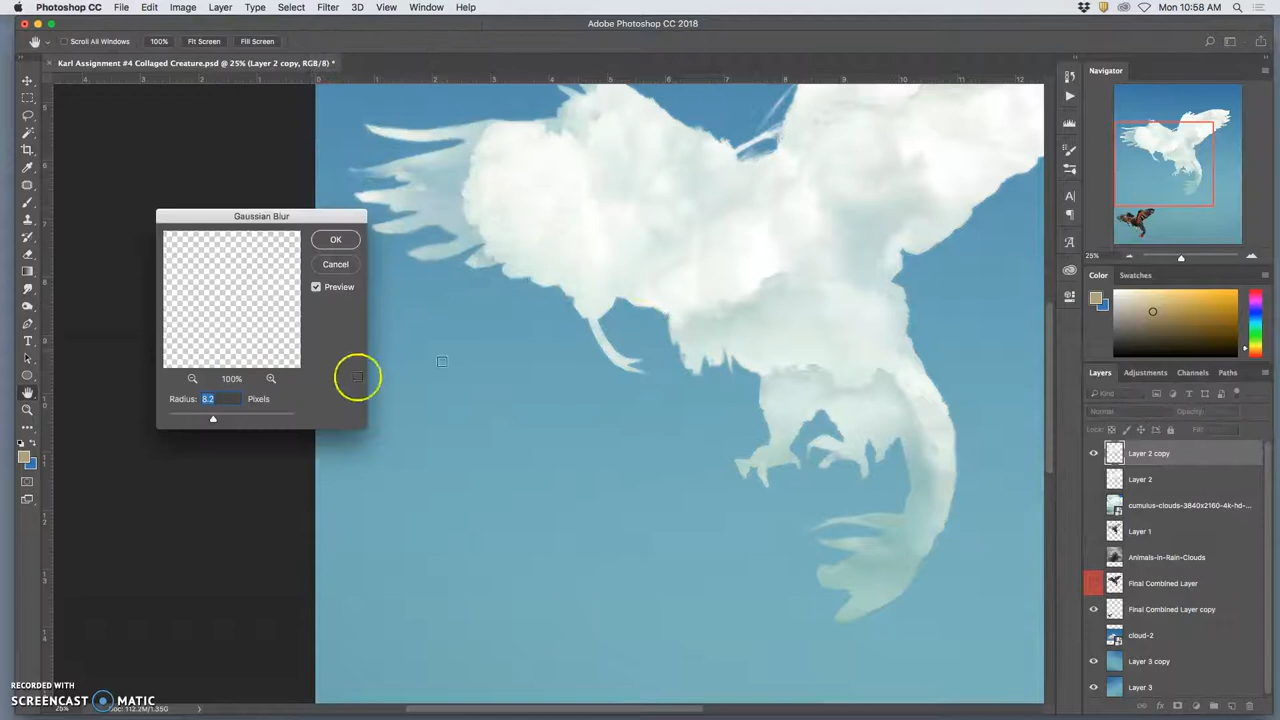 Photoshop CC File Edit Image Layer Type Select Filter 3D View Window Help Mon 10:58 AM
Adobe Photoshop CC 2018
Scroll All Windows 100% Fit Screen Fill Screen
Karl Assignment #4 Collaged Creature.psd @ 25% (Layer 2 copy, RGB/8) *
Navigator
25%
Gaussian Blur
OK
Cancel
Preview
100%
Radius: 8.2 Pixels
Color Swatches
Layers Adjustments Channels Paths
Kind
Normal Opacity:
Lock: Fill:
Layer 2 copy
Layer 2
cumulus-clouds-3840x2160-4k-hd-...
Layer 1
Animals-in-Rain-Clouds
Final Combined Layer
Final Combined Layer copy
cloud-2
Layer 3 copy
Layer 3
RECORDED WITH
SCREENCAST MATIC
Doc: 112.2M/1.35G